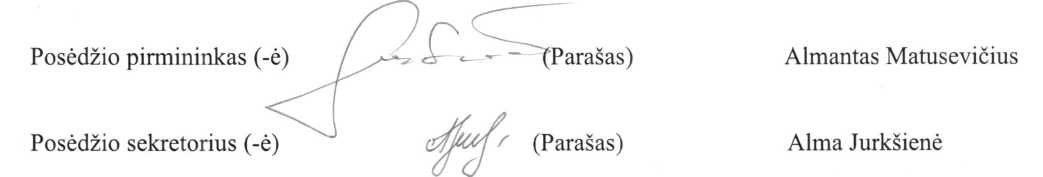 Posėdžio pirmininkas (-ė) (Parašas) Almantas Matusevičius
Posėdžio sekretorius (-ė) (Parašas) Alma Jurkšienė